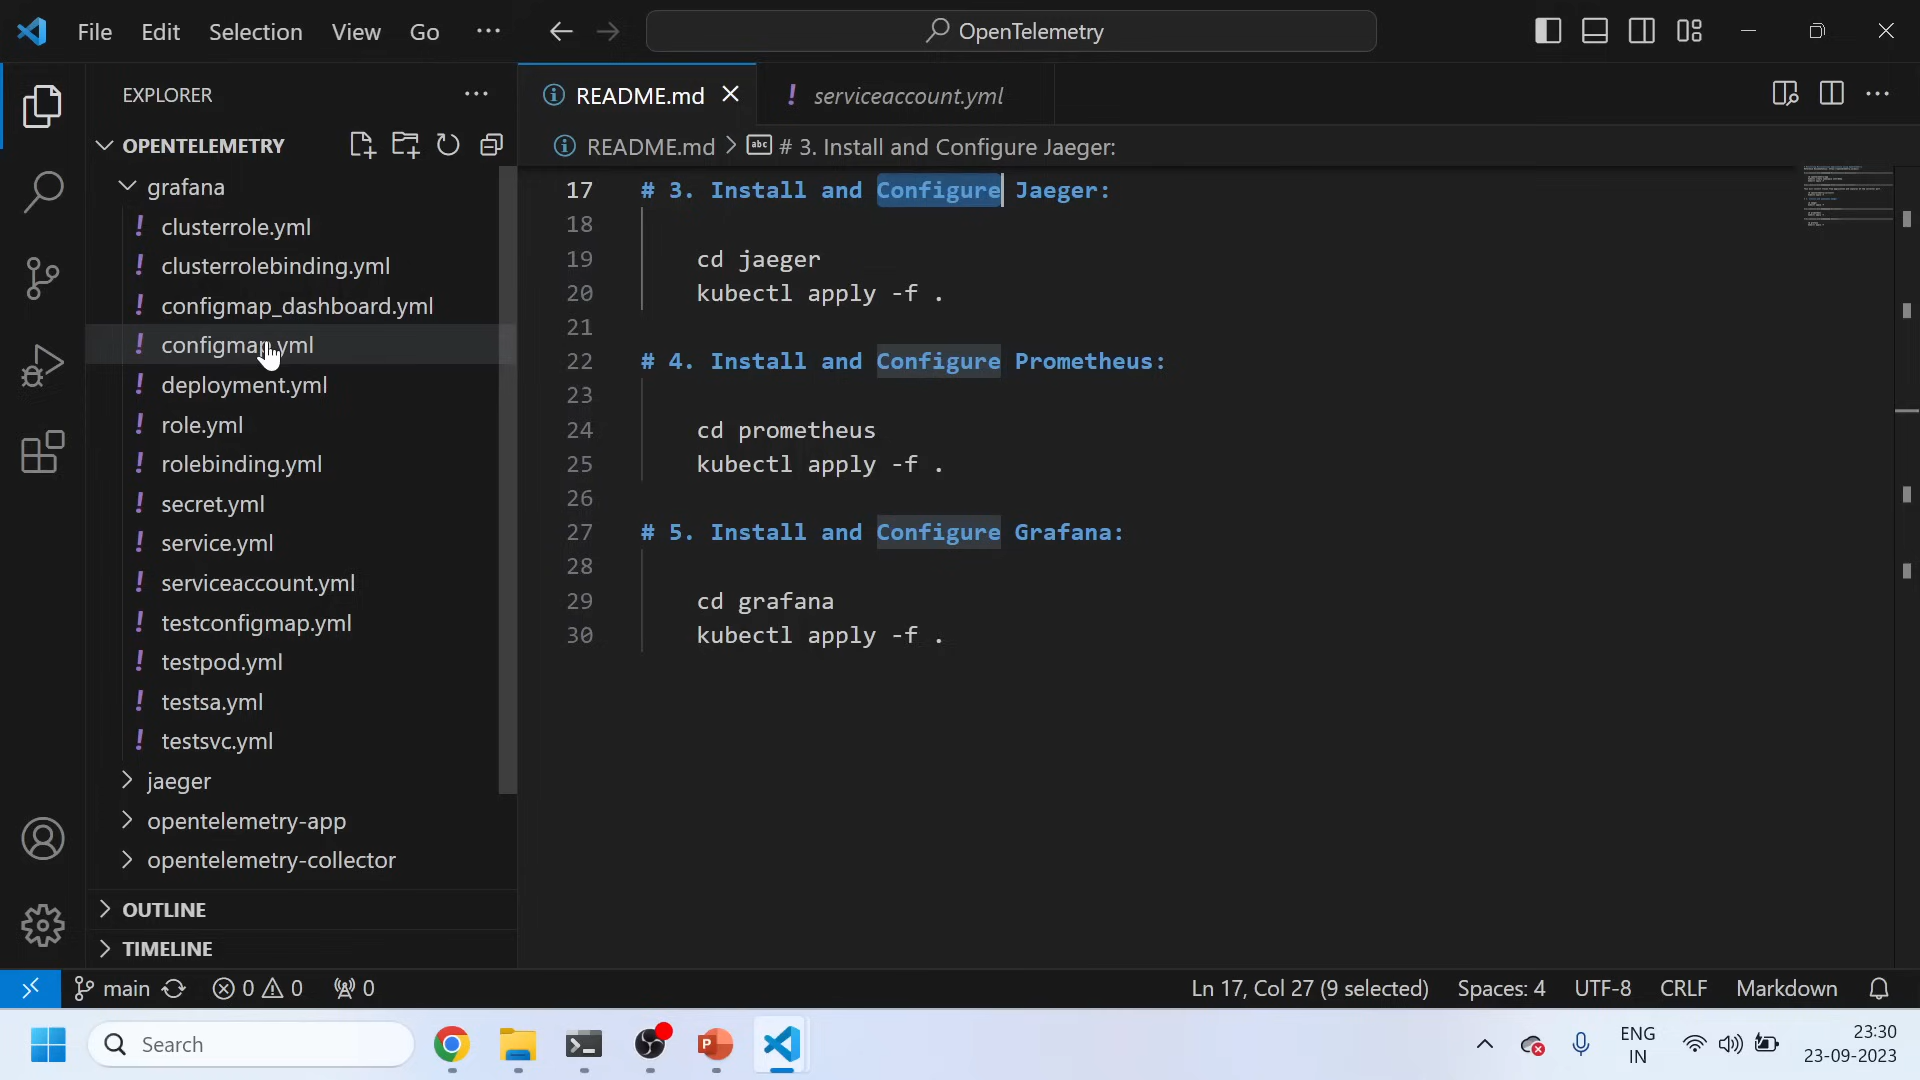 File Edit Selection View Go ...
OpenTelemetry
EXPLORER
OPENTELEMETRY
grafana
! clusterrole.yml
! clusterrolebinding.yml
! configmap_dashboard.yml
! configmap.yml
! deployment.yml
! role.yml
! rolebinding.yml
! secret.yml
! service.yml
! serviceaccount.yml
! testconfigmap.yml
! testpod.yml
! testsa.yml
! testsvc.yml
jaeger
opentelemetry-app
opentelemetry-collector
OUTLINE
TIMELINE
README.md
! serviceaccount.yml
README.md > abc # 3. Install and Configure Jaeger:
17 # 3. Install and Configure Jaeger:
18
19 cd jaeger
20 kubectl apply -f .
21
22 # 4. Install and Configure Prometheus:
23
24 cd prometheus
25 kubectl apply -f .
26
27 # 5. Install and Configure Grafana:
28
29 cd grafana
30 kubectl apply -f .
main 0 0 0
Ln 17, Col 27 (9 selected) Spaces: 4 UTF-8 CRLF Markdown
Search
P
ENG
IN
23:30
23-09-2023